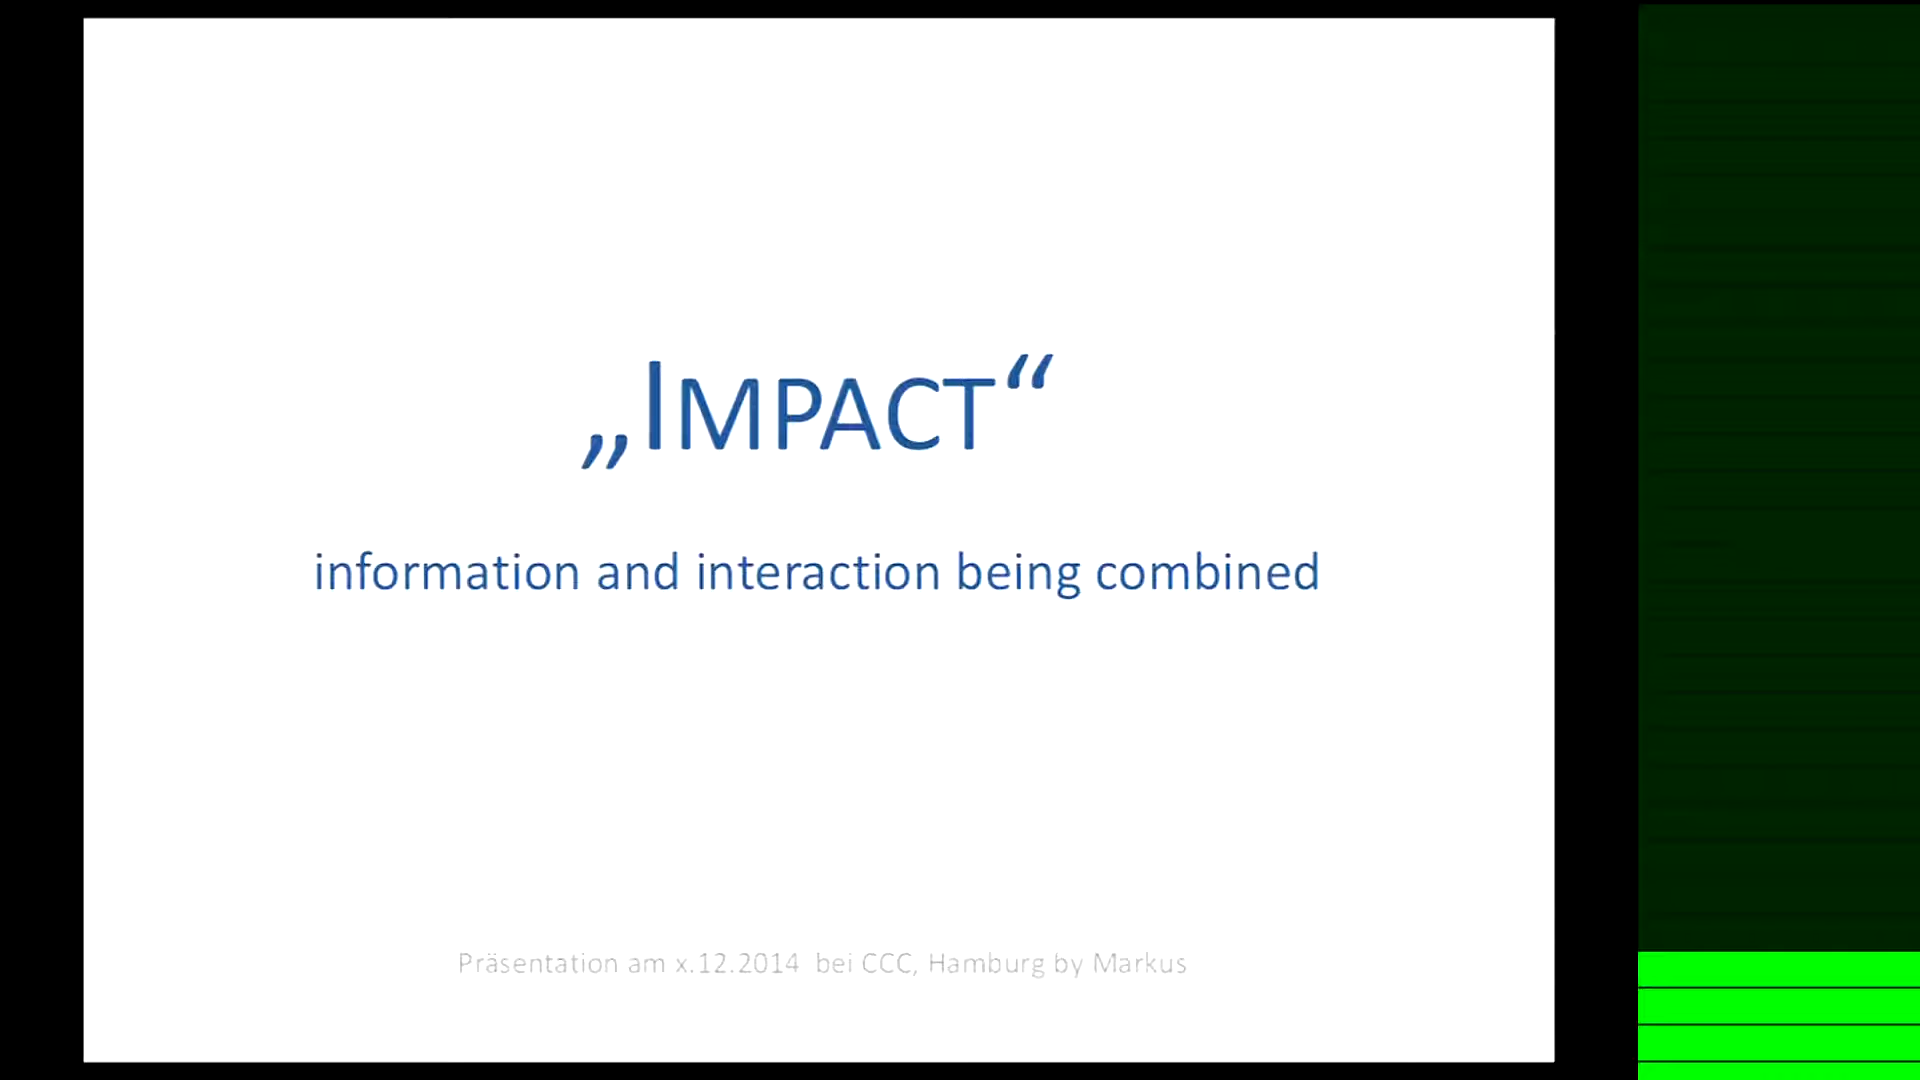 „IMPACT“
information and interaction being combined
Präsentation am x.12.2014 bei CCC, Hamburg by Markus